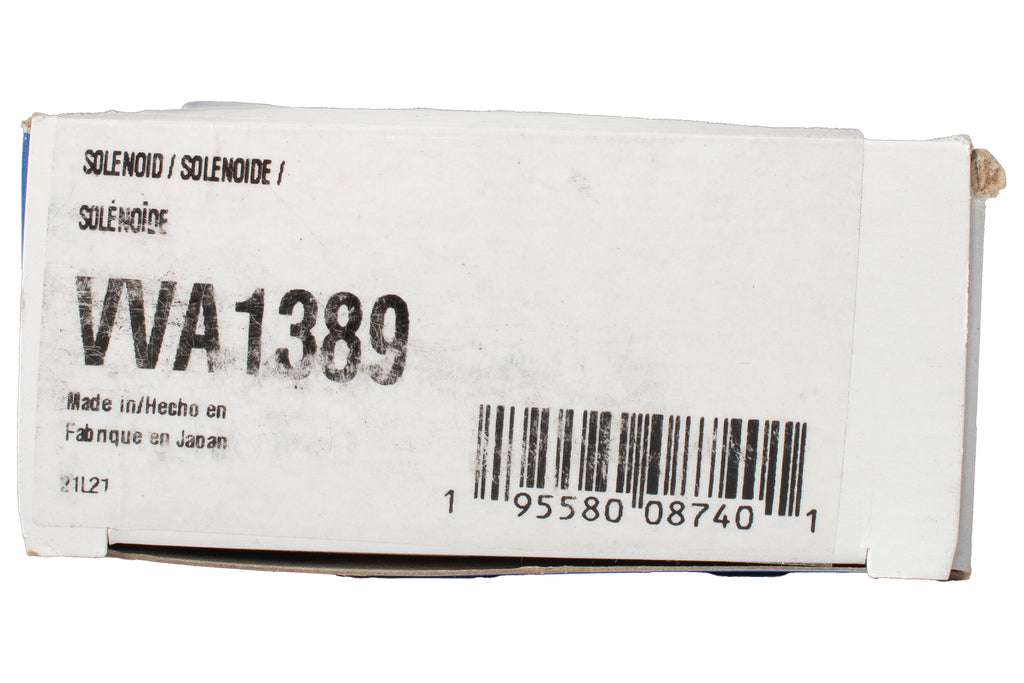 SOLENOID / SOLENOIDE /
SOLÉNOÏDE
VVA1389
Made in/Hecho en
Fabrique en Japan
21L21
1 95580 08740 1